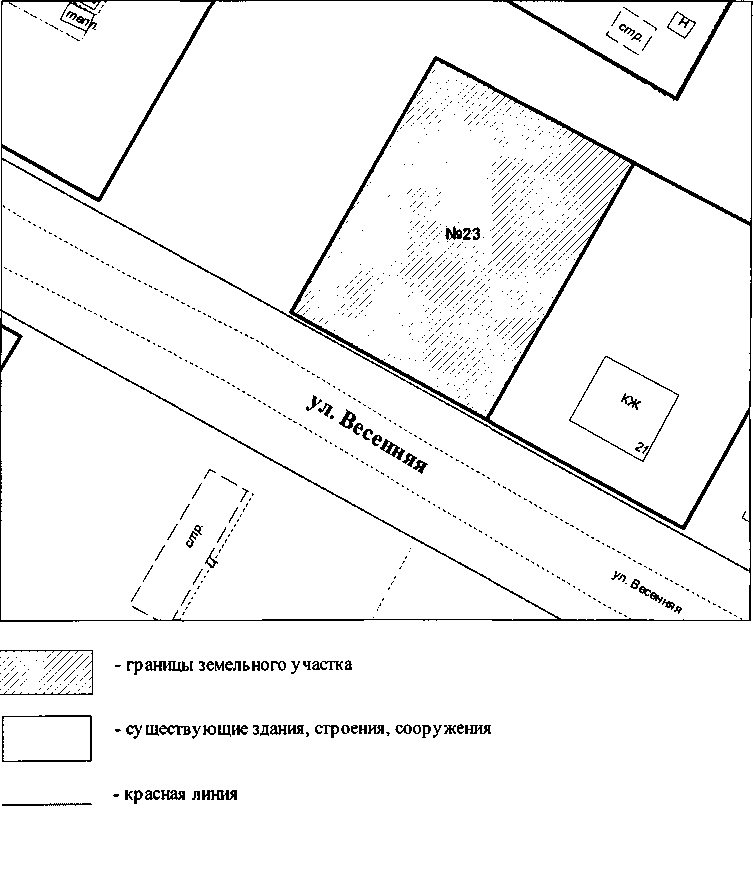 тепл.
стр.
Н
№23
КЖ
21
ул. Весенняя
стр.
ц
ул. Весенняя
- границы земельного участка
- существующие здания, строения, сооружения
- красная линия